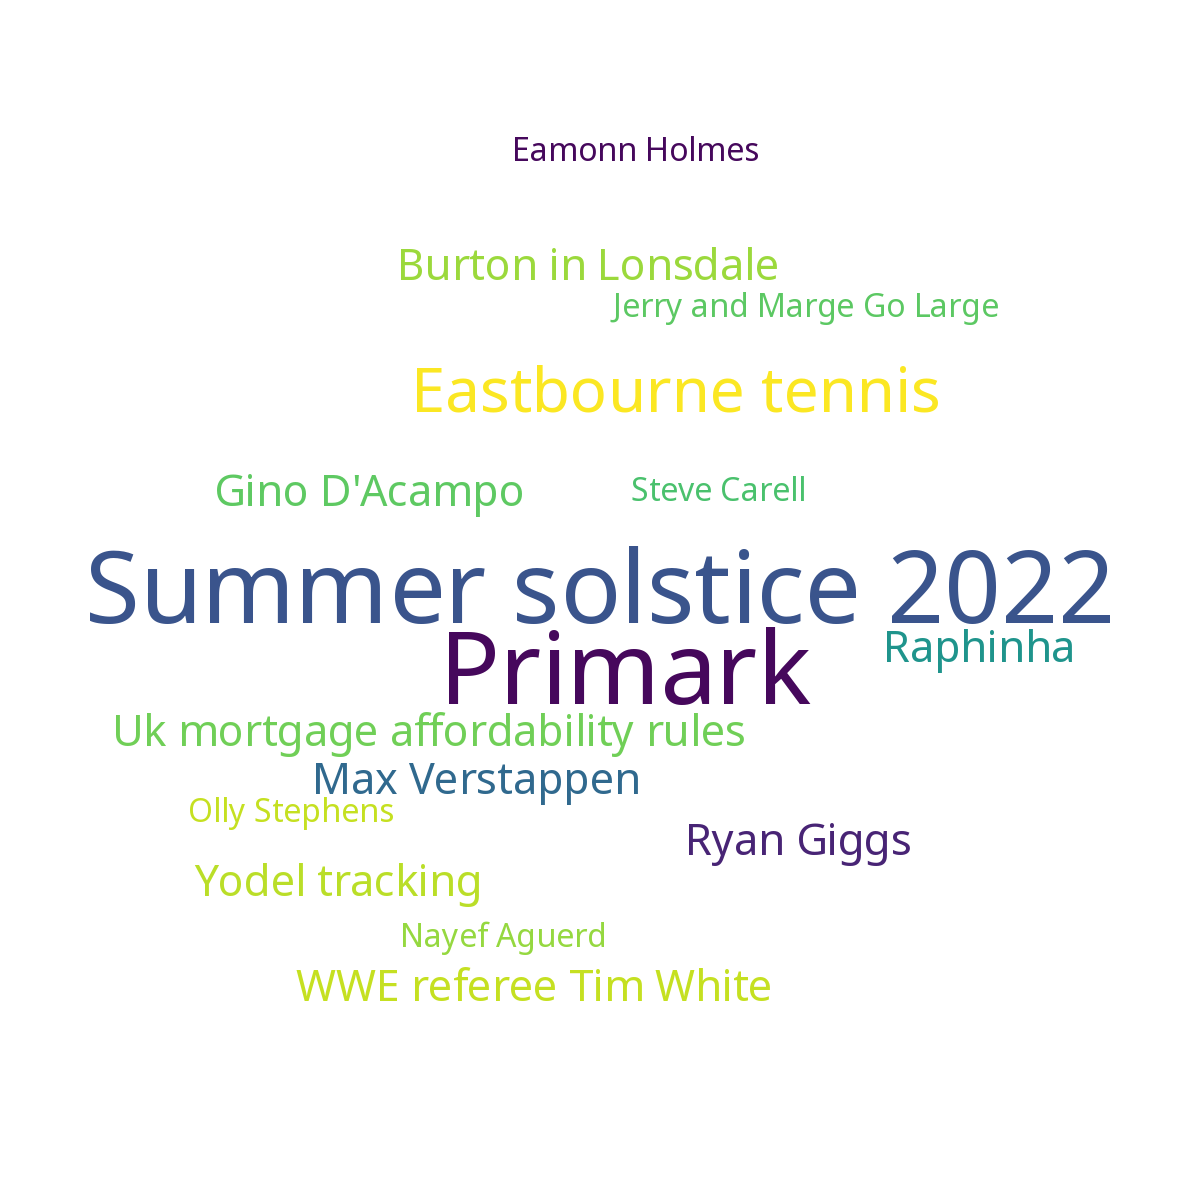 Eamonn Holmes
Burton in Lonsdale
Jerry and Marge Go Large
Eastbourne tennis
Gino D'Acampo
Steve Carell
Summer solstice 2022
Primark
Raphinha
Uk mortgage affordability rules
Max Verstappen
Olly Stephens
Ryan Giggs
Yodel tracking
Nayef Aguerd
WWE referee Tim White